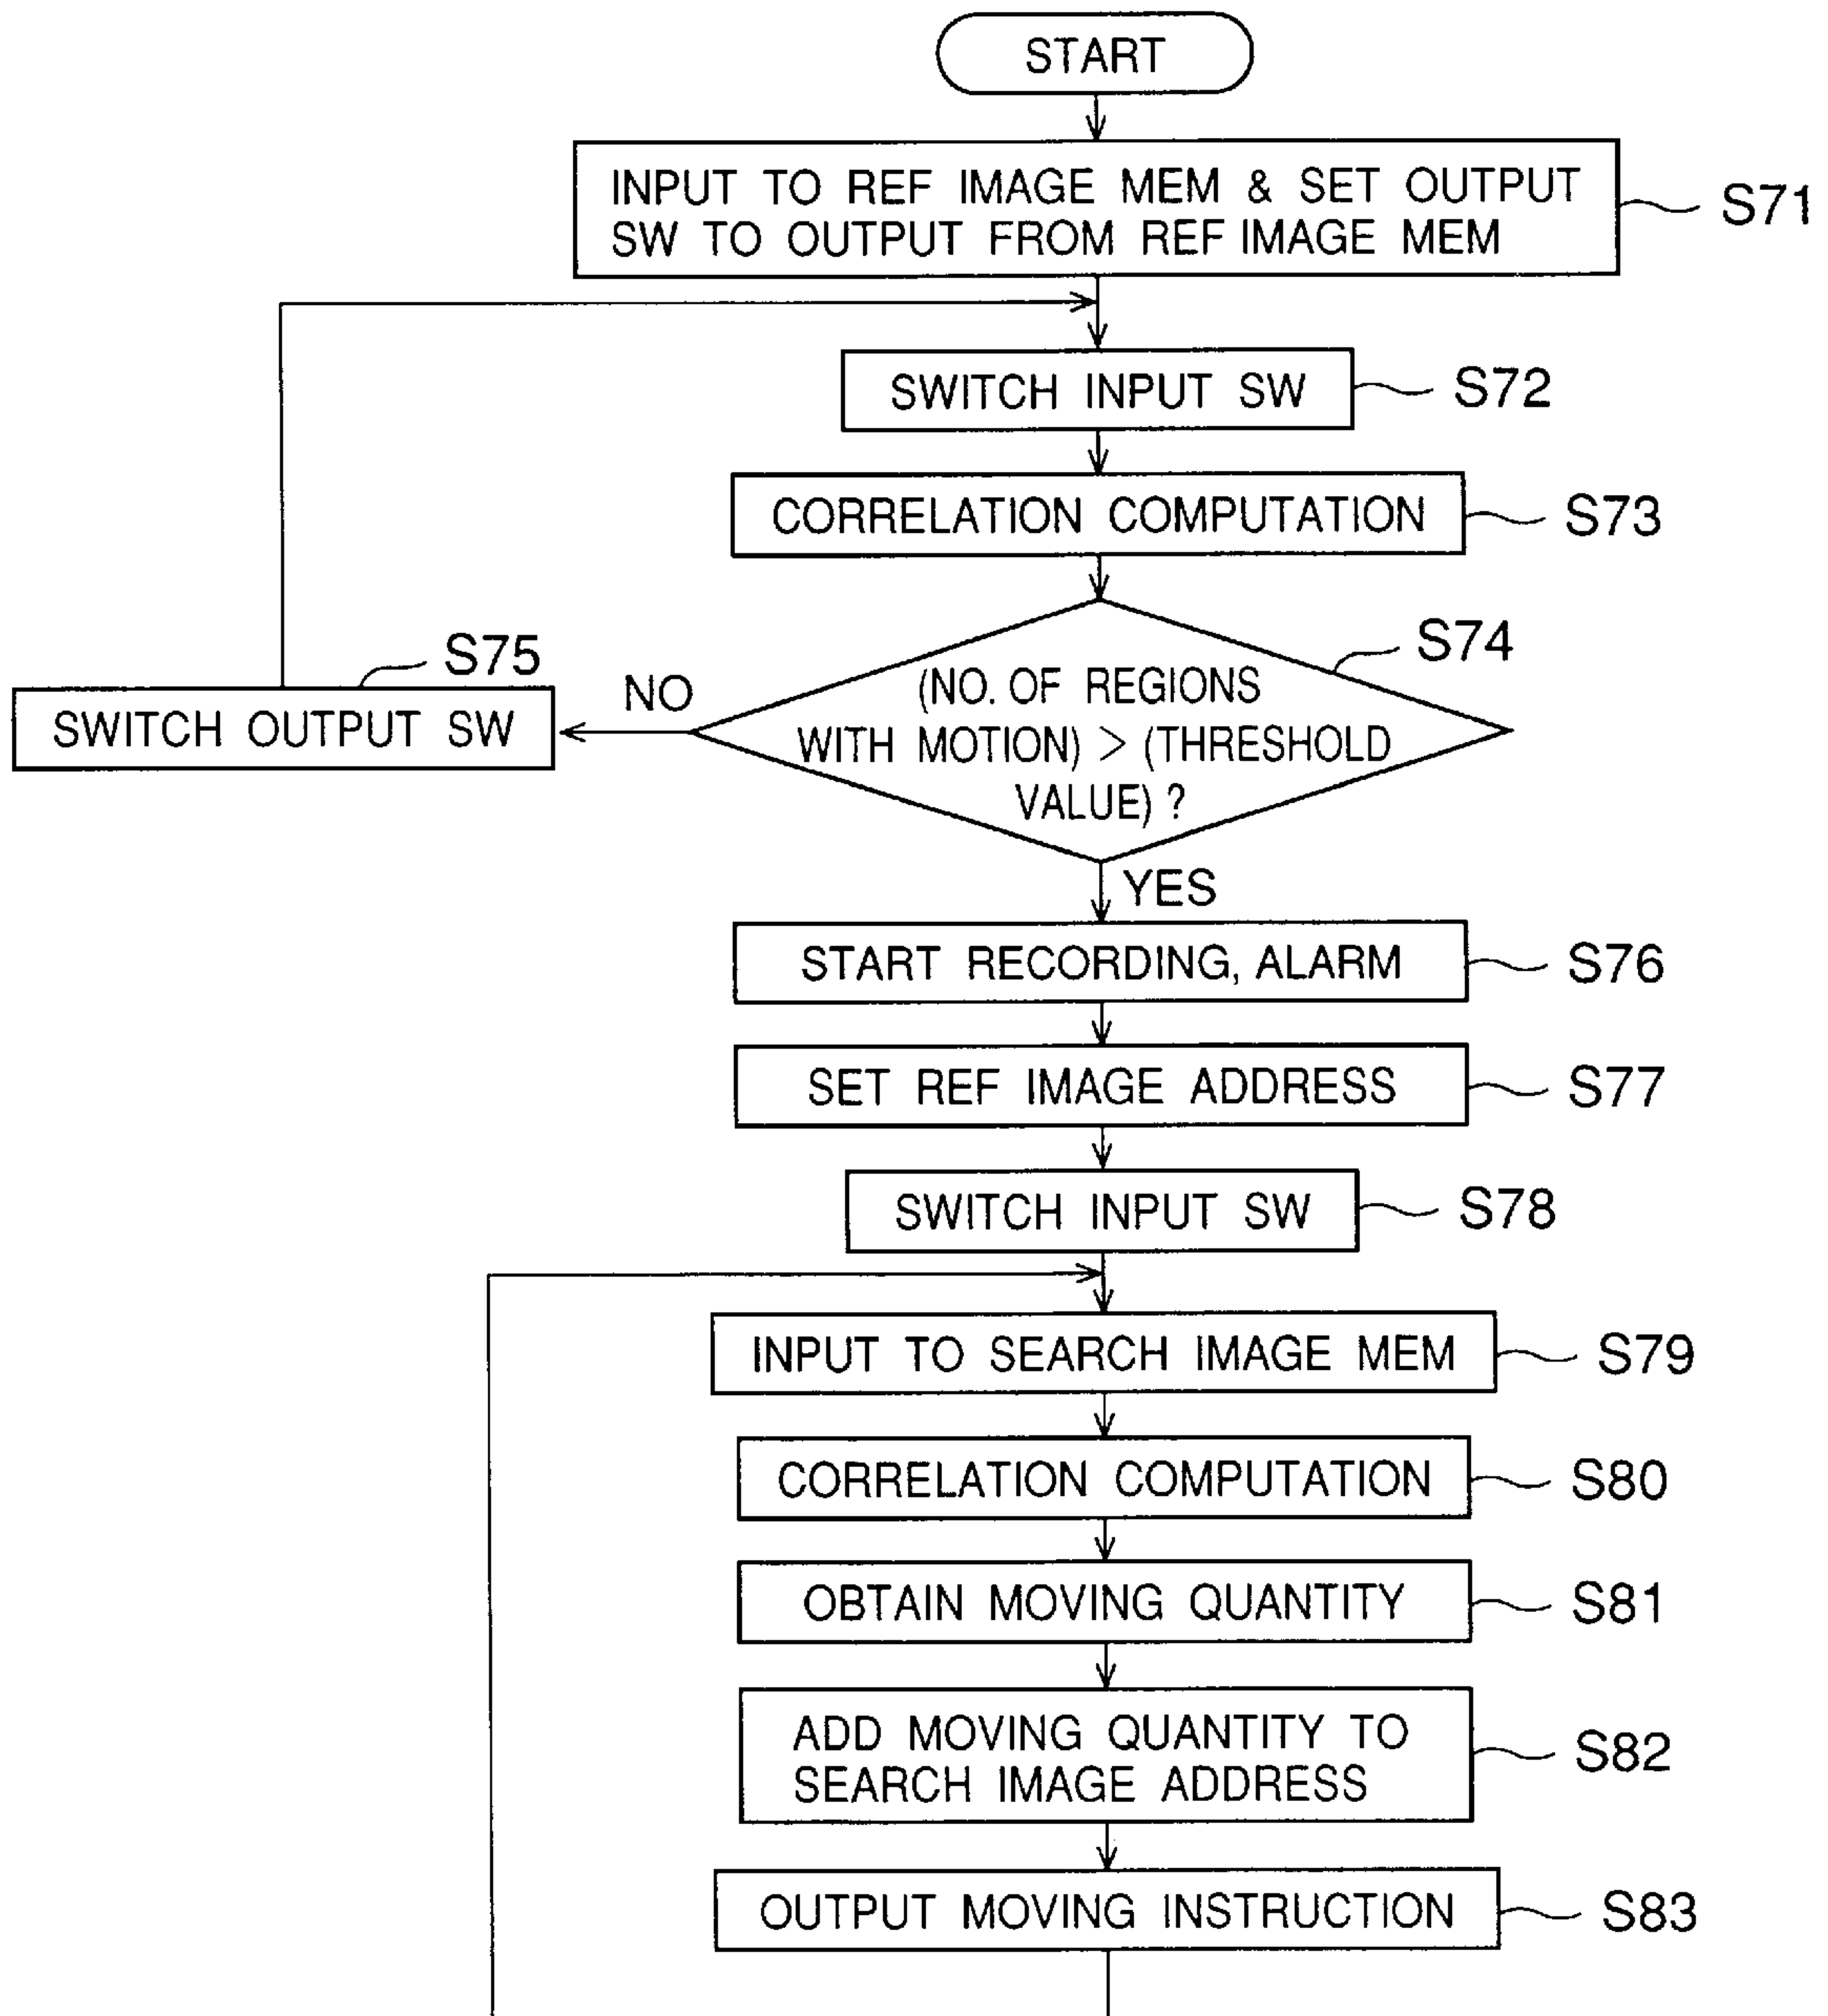 START
INPUT TO REF IMAGE MEM & SET OUTPUT
SW TO OUTPUT FROM REF IMAGE MEM
S71
SWITCH INPUT SW
S72
CORRELATION COMPUTATION
S73
(NO. OF REGIONS
WITH MOTION) > (THRESHOLD
VALUE) ?
S74
NO
S75
SWITCH OUTPUT SW
YES
START RECORDING, ALARM
S76
SET REF IMAGE ADDRESS
S77
SWITCH INPUT SW
S78
INPUT TO SEARCH IMAGE MEM
S79
CORRELATION COMPUTATION
S80
OBTAIN MOVING QUANTITY
S81
ADD MOVING QUANTITY TO
SEARCH IMAGE ADDRESS
S82
OUTPUT MOVING INSTRUCTION
S83